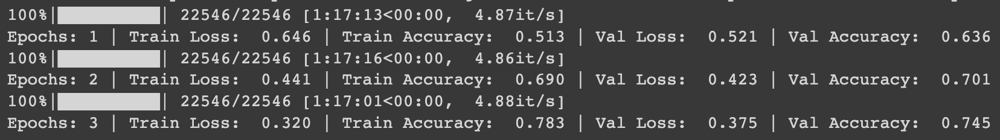 100%|██████████| 22546/22546 [1:17:13<00:00,  4.87it/s]
Epochs: 1 | Train Loss:  0.646 | Train Accuracy:  0.513 | Val Loss:  0.521 | Val Accuracy:  0.636
100%|██████████| 22546/22546 [1:17:16<00:00,  4.86it/s]
Epochs: 2 | Train Loss:  0.441 | Train Accuracy:  0.690 | Val Loss:  0.423 | Val Accuracy:  0.701
100%|██████████| 22546/22546 [1:17:01<00:00,  4.88it/s]
Epochs: 3 | Train Loss:  0.320 | Train Accuracy:  0.783 | Val Loss:  0.375 | Val Accuracy:  0.745